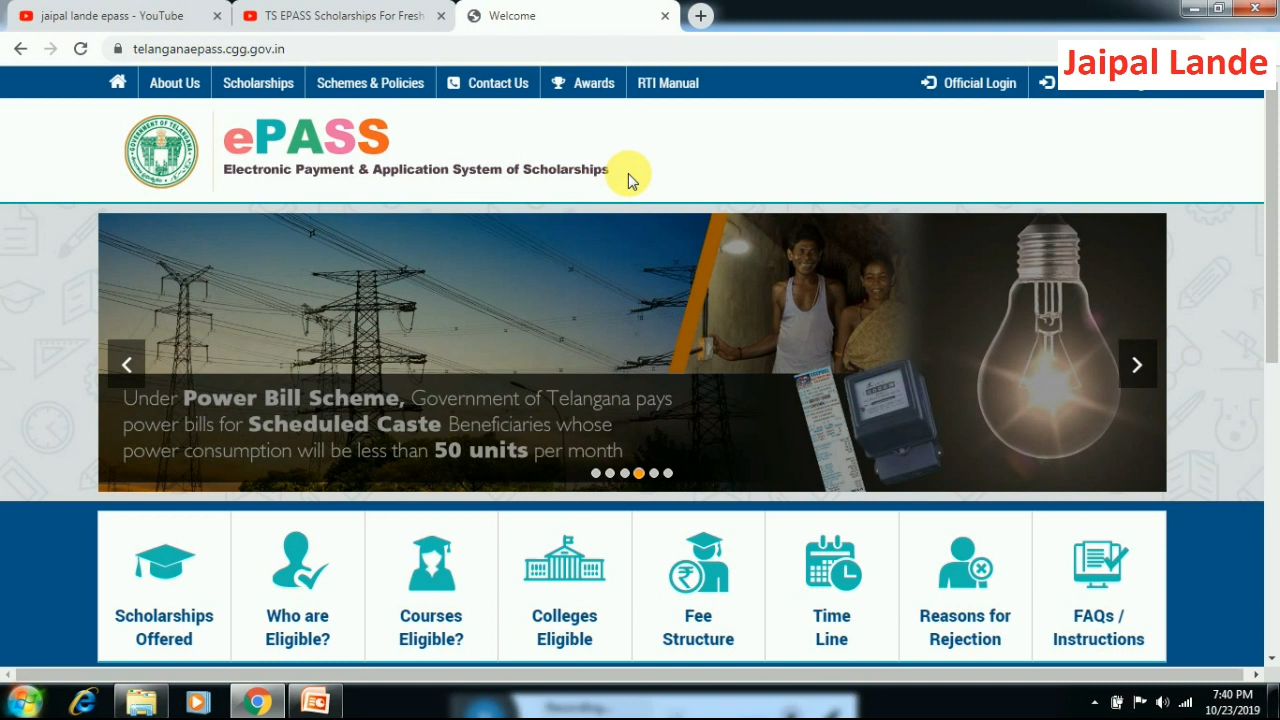 jaipal lande epass - YouTube
TS EPASS Scholarships For Fresh
Welcome
telanganaepass.cgg.gov.in
Jaipal Lande
About Us
Scholarships
Schemes & Policies
Contact Us
Awards
RTI Manual
Official Login
ePASS
Electronic Payment & Application System of Scholarships
Under Power Bill Scheme, Government of Telangana pays
power bills for Scheduled Caste Beneficiaries whose
power consumption will be less than 50 units per month
Scholarships
Offered
Who are
Eligible?
Courses
Eligible?
Colleges
Eligible
Fee
Structure
Time
Line
Reasons for
Rejection
FAQs /
Instructions
Recording...
7:40 PM
10/23/2019